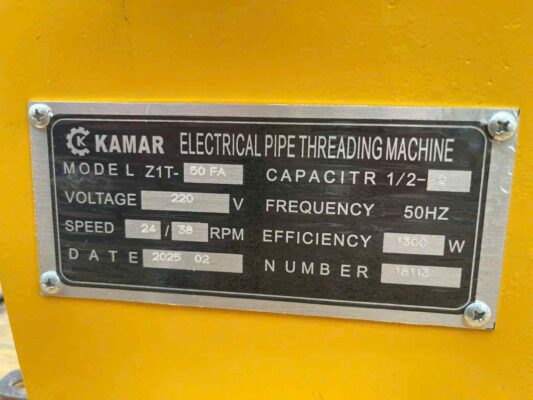 KAMAR ELECTRICAL PIPE THREADING MACHINE
MODEL Z1T- 50 FA CAPACITR 1/2- 2
VOLTAGE 220 V FREQUENCY 50HZ
SPEED 24 / 38 RPM EFFICIENCY 1300 W
DATE 2025 02 NUMBER 18113